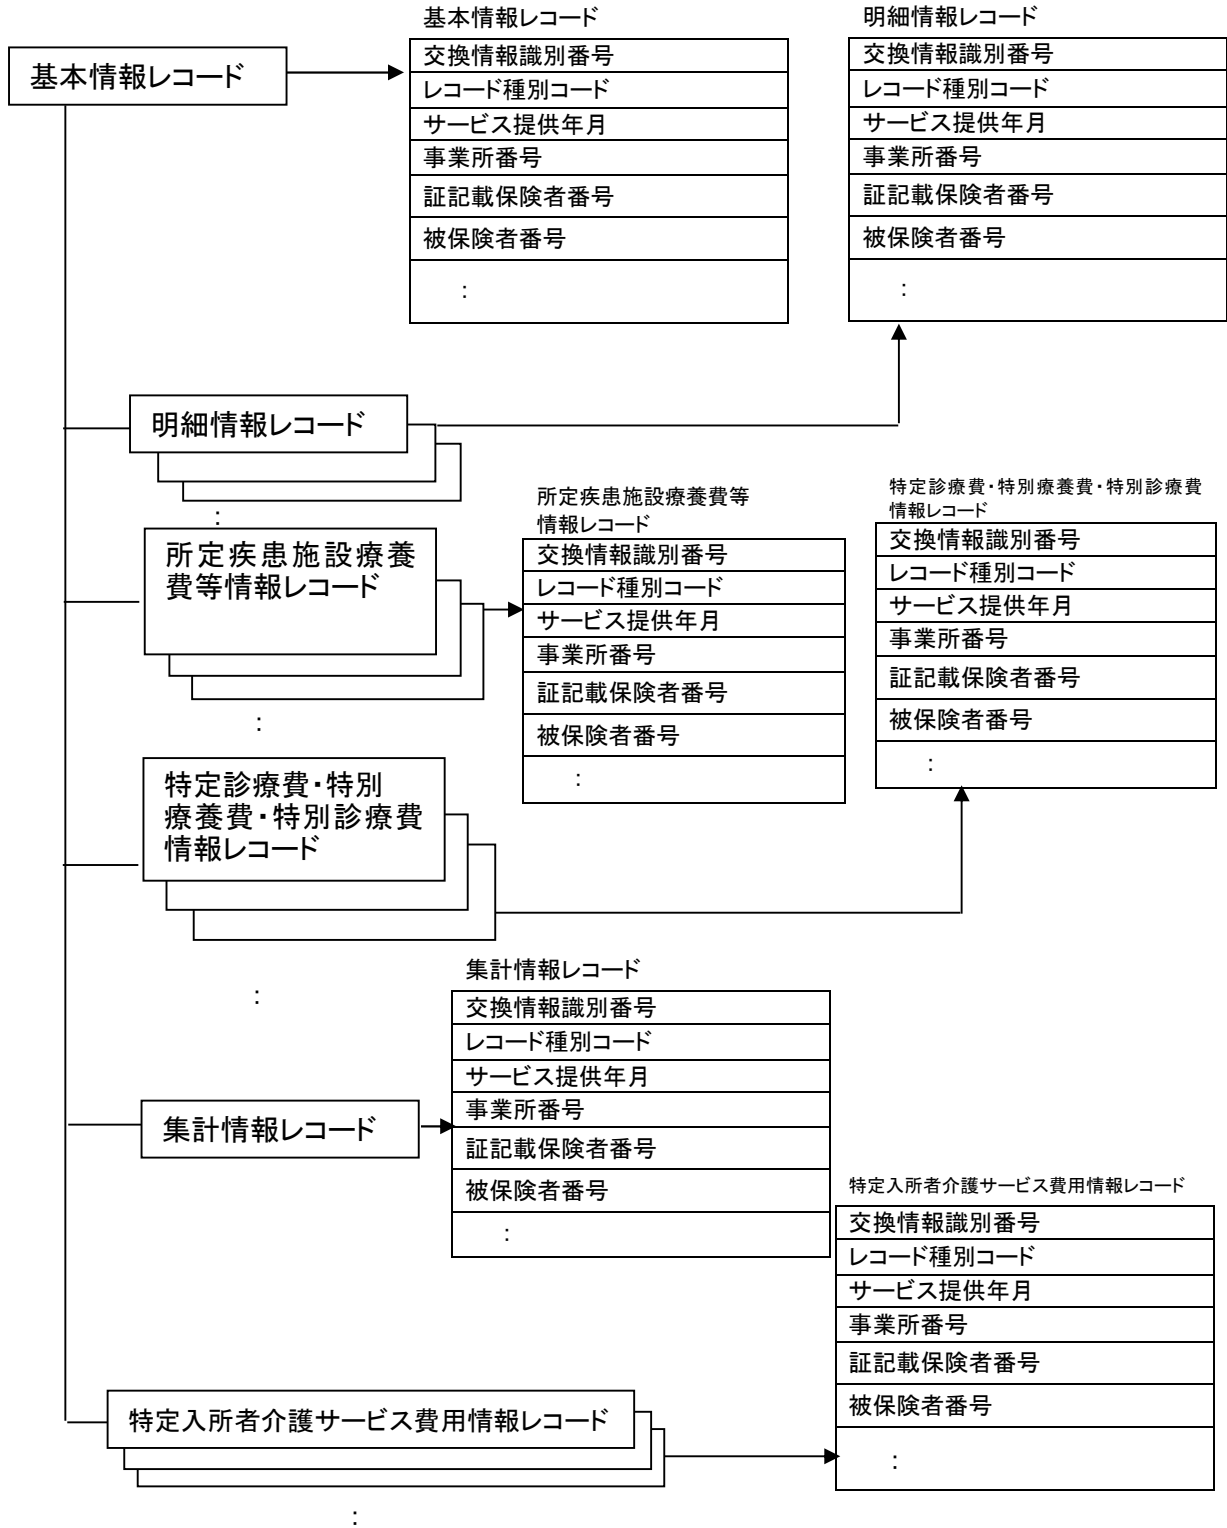 基本情報レコード
基本情報レコード
交換情報識別番号
レコード種別コード
サービス提供年月
事業所番号
証記載保険者番号
被保険者番号
:
明細情報レコード
交換情報識別番号
レコード種別コード
サービス提供年月
事業所番号
証記載保険者番号
被保険者番号
:
明細情報レコード
:
所定疾患施設療養
費等情報レコード
:
所定疾患施設療養費等
情報レコード
交換情報識別番号
レコード種別コード
サービス提供年月
事業所番号
証記載保険者番号
被保険者番号
:
特定診療費・特別療養費・特別診療費
情報レコード
交換情報識別番号
レコード種別コード
サービス提供年月
事業所番号
証記載保険者番号
被保険者番号
:
特定診療費・特別
療養費・特別診療費
情報レコード
:
集計情報レコード
集計情報レコード
交換情報識別番号
レコード種別コード
サービス提供年月
事業所番号
証記載保険者番号
被保険者番号
:
特定入所者介護サービス費用情報レコード
交換情報識別番号
レコード種別コード
サービス提供年月
事業所番号
証記載保険者番号
被保険者番号
:
特定入所者介護サービス費用情報レコード
: